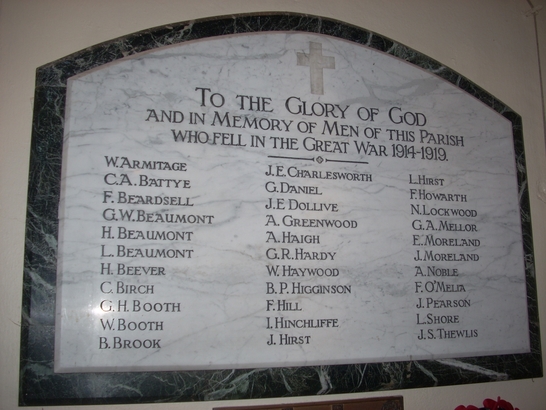 To the Glory of God
and in Memory of Men of this Parish
who fell in the Great War 1914-1919.
W. Armitage
C.A. Battye
F. Beardsell
G.W. Beaumont
H. Beaumont
L. Beaumont
H. Beever
C. Birch
G.H. Booth
W. Booth
B. Brook
J.E. Charlesworth
G. Daniel
J.E. Dollive
A. Greenwood
A. Haigh
G.R. Hardy
W. Haywood
B.P. Higginson
F. Hill
I. Hinchliffe
J. Hirst
L. Hirst
F. Howarth
N. Lockwood
G.A. Mellor
E. Moreland
J. Moreland
A. Noble
F. O'Melia
J. Pearson
L. Shore
J.S. Thewlis